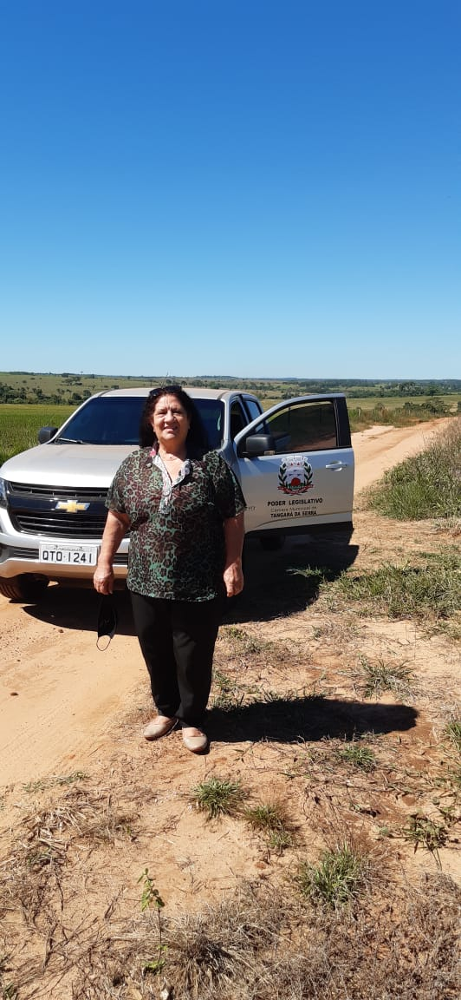 PODER LEGISLATIVO
Câmara Municipal de
TANGARÁ DA SERRA
QTO-1241